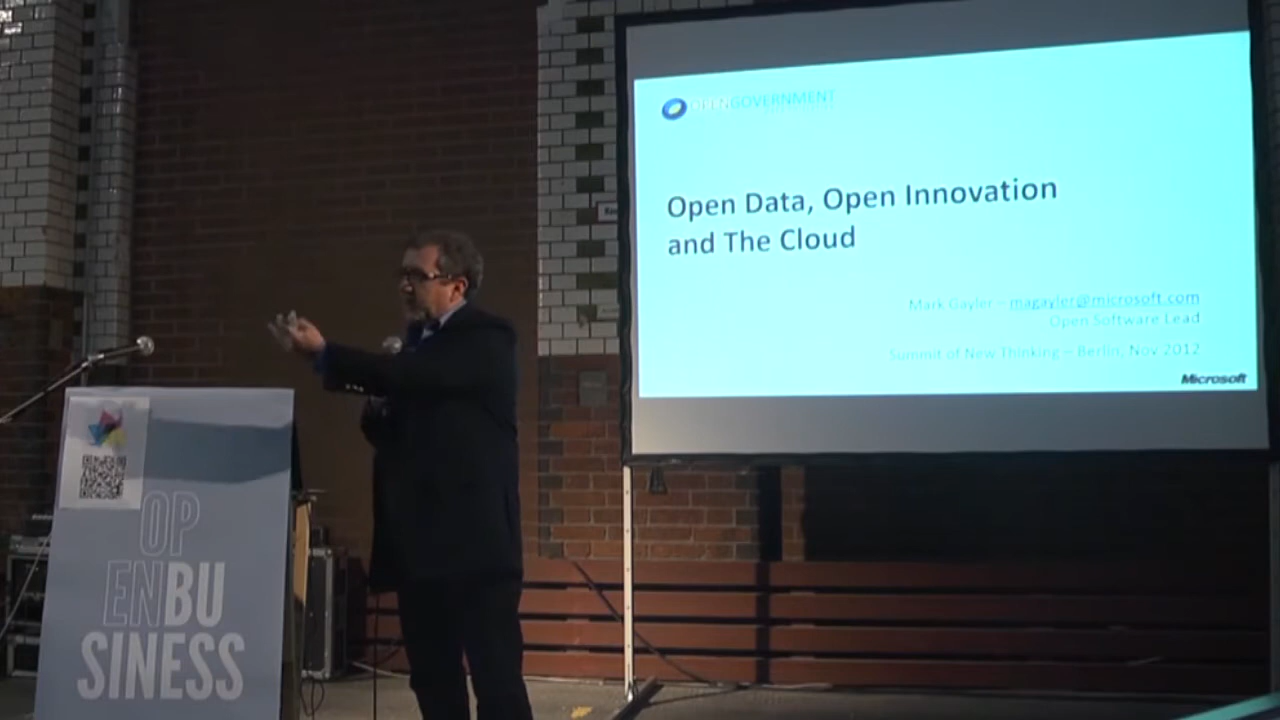 OPENGOVERNMENT
Open Data, Open Innovation
and The Cloud
Mark Gayler – magayler@microsoft.com
Open Software Lead
Summit of New Thinking – Berlin, Nov 2012
Microsoft
OP
ENBU
SINESS